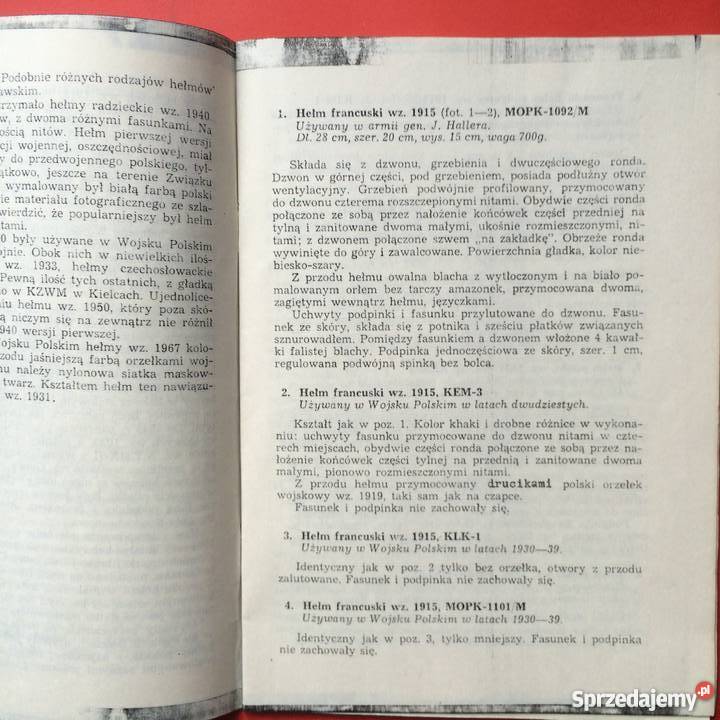 Podobnie różnych rodzajów hełmów
awskim.
rzymało hełmy radzieckie wz. 1940
w, z dwoma różnymi fasunkami. Na
ością nitów. Hełm pierwszej wersji
cji wojennej, oszczędnościowej, miał
y do przedwojennego polskiego, tyl-
ątkowo, jeszcze na terenie Związku
wymalowany był białą farbą polski
ie materiału fotograficznego ze szla-
wierdzić, że popularniejszy był hełm
itami.
0 były używane w Wojsku Polskim
ojnie. Obok nich w niewielkich iloś-
wz. 1933, hełmy czechosłowackie
Pewną ilość tych ostatnich, z gładką
o w KZWM w Kielcach. Ujednolice-
niu hełmu wz. 1950, który poza skó-
ą niczym się na zewnątrz nie różnił
940 wersji pierwszej.
Wojsku Polskim hełmy wz. 1967 kolo-
rzodu jaśniejszą farbą orzełkami woj-
mu należy nylonowa siatka maskow-
twarz. Kształtem hełm ten nawiązu-
wz. 1931.
1. Hełm francuski wz. 1915 (fot. 1—2), MOPK-1092/M
Używany w armii gen. J. Hallera.
Dł. 28 cm, szer. 20 cm, wys. 15 cm, waga 700g.
Składa się z dzwonu, grzebienia i dwuczęściowego ronda.
Dzwon w górnej części, pod grzebieniem, posiada podłużny otwór
wentylacyjny. Grzebień podwójnie profilowany, przymocowany
do dzwonu czterema rozszczepionymi nitami. Obydwie części ronda
połączone ze sobą przez nałożenie końcówek części przedniej na
tylną i zanitowane dwoma małymi, ukośnie rozmieszczonymi, ni-
tami; z dzwonem połączone szwem „na zakładkę". Obrzeże ronda
wywinięte do góry i zawalcowane. Powierzchnia gładka, kolor nie-
biesko-szary.
Z przodu hełmu owalna blacha z wytłoczonym i na biało po-
malowanym orłem bez tarczy amazonek, przymocowana dwoma,
zagiętymi wewnątrz hełmu, języczkami.
Uchwyty podpinki i fasunku przylutowane do dzwonu. Fasu-
nek ze skóry, składa się z potnika i sześciu płatków związanych
sznurowadłem. Pomiędzy fasunkiem a dzwonem włożone 4 kawał-
ki falistej blachy. Podpinka jednoczęściowa ze skóry, szer. 1 cm,
regulowana podwójną spinką bez bolca.
2. Hełm francuski wz. 1915, KEM-3
Używany w Wojsku Polskim w latach dwudziestych.
Kształt jak w poz. 1. Kolor khaki i drobne różnice w wykona-
niu: uchwyty fasunku przymocowane do dzwonu nitami w czte-
rech miejscach, obydwie części ronda połączone ze sobą przez na-
łożenie końcówek części tylnej na przednią i zanitowane dwoma
małymi, pionowo rozmieszczonymi nitami.
Z przodu hełmu przymocowany drucikami polski orzełek
wojskowy wz. 1919, taki sam jak na czapce.
Fasunek i podpinka nie zachowały się.
3. Hełm francuski wz. 1915, KLK-1
Używany w Wojsku Polskim w latach 1930—39.
Identyczny jak w poz. 2 tylko bez orzełka, otwory z przodu
zalutowane. Fasunek i podpinka nie zachowały się.
4. Hełm francuski wz. 1915, MOPK-1101/M
Używany w Wojsku Polskim w latach 1930—39.
Identyczny jak w poz. 3, tylko mniejszy. Fasunek i podpinka
nie zachowały się.
Sprzedajemy.pl